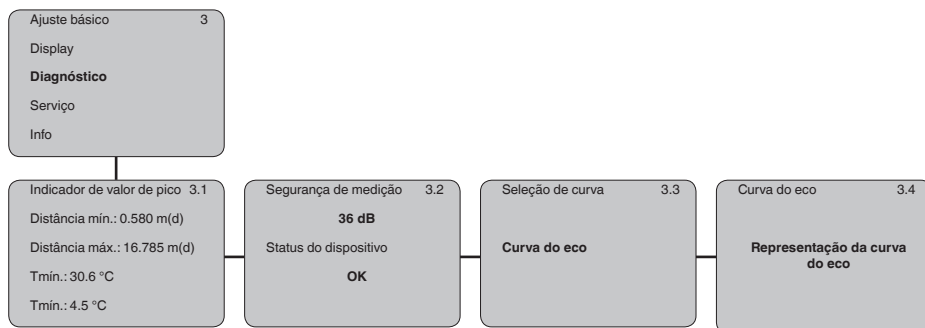 Ajuste básico 3
Display
Diagnóstico
Serviço
Info
Indicador de valor de pico 3.1
Distância mín.: 0.580 m(d)
Distância máx.: 16.785 m(d)
Tmín.: 30.6 °C
Tmín.: 4.5 °C
Segurança de medição 3.2
36 dB
Status do dispositivo
OK
Seleção de curva 3.3
Curva do eco
Curva do eco 3.4
Representação da curva
do eco